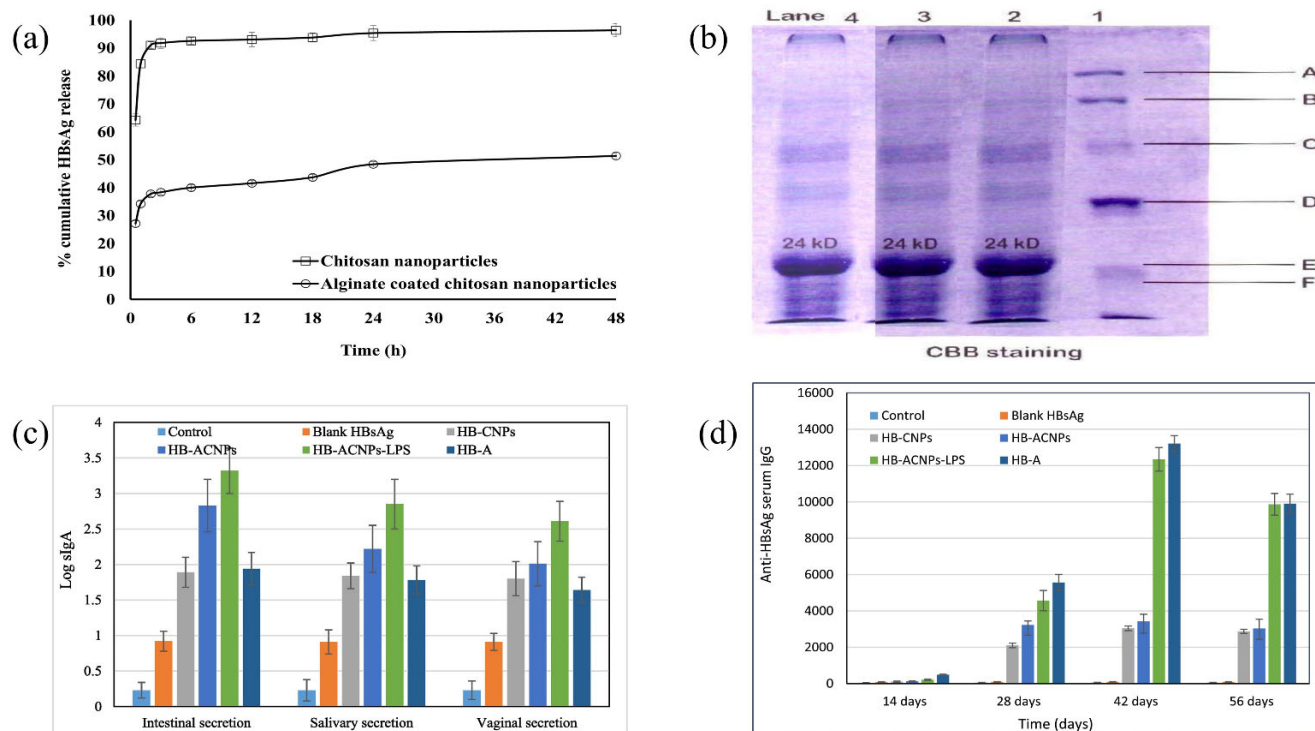 (a)
% cumulative HBsAg release
100
90
80
70
60
50
40
30
20
10
0
Chitosan nanoparticles
Alginate coated chitosan nanoparticles
0 6 12 18 24 30 36 42 48
Time (h)
(b)
Lane 4 3 2 1
A
B
C
D
E
F
24 kD 24 kD 24 kD
CBB staining
(c)
Log sIgA
4
3.5
3
2.5
2
1.5
1
0.5
0
Control Blank HBsAg HB-CNPs
HB-ACNPs HB-ACNPs-LPS HB-A
Intestinal secretion Salivary secretion Vaginal secretion
(d)
Anti-HBsAg serum IgG
16000
14000
12000
10000
8000
6000
4000
2000
0
Control Blank HBsAg
HB-CNPs HB-ACNPs
HB-ACNPs-LPS HB-A
14 days 28 days 42 days 56 days
Time (days)